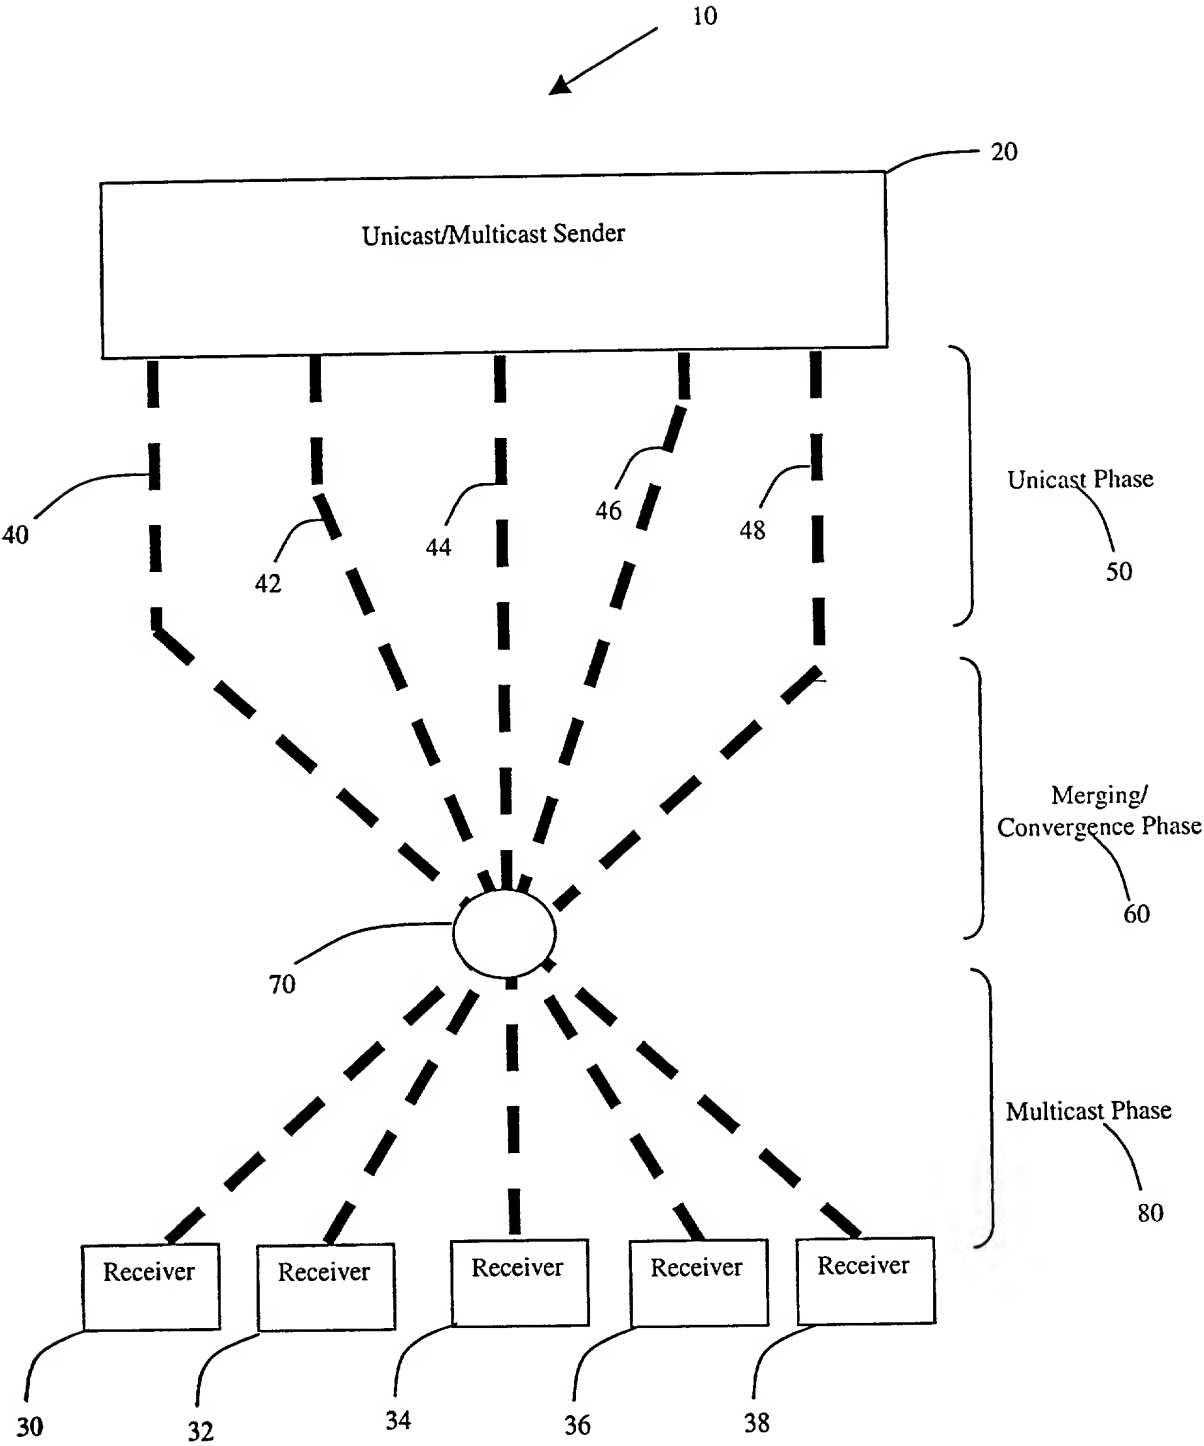 10
20
Unicast/Multicast Sender
Unicast Phase
40
42
44
46
48
50
Merging/
Convergence Phase
60
70
Multicast Phase
80
Receiver
Receiver
Receiver
Receiver
Receiver
30
32
34
36
38